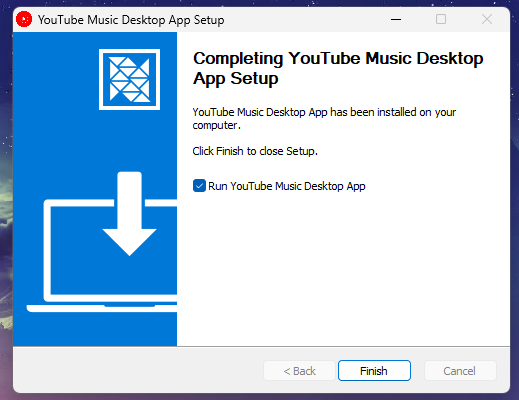 YouTube Music Desktop App Setup
Completing YouTube Music Desktop
App Setup
YouTube Music Desktop App has been installed on your
computer.
Click Finish to close Setup.
Run YouTube Music Desktop App
< Back
Finish
Cancel